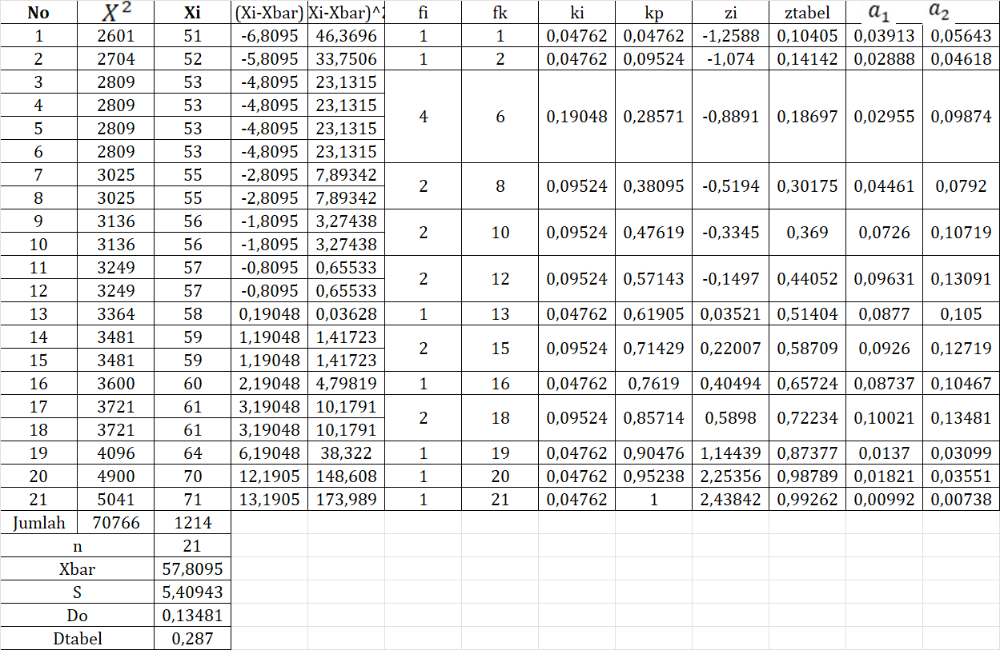 No X² Xi (Xi-Xbar) Xi-Xbar)^2 fi fk ki kp zi ztabel a₁ a₂
1 2601 51 -6,8095 46,3696 1 1 0,04762 0,04762 -1,2588 0,10405 0,03913 0,05643
2 2704 52 -5,8095 33,7506 1 2 0,04762 0,09524 -1,074 0,14142 0,02888 0,04618
3 2809 53 -4,8095 23,1315
4 2809 53 -4,8095 23,1315
4 6 0,19048 0,28571 -0,8891 0,18697 0,02955 0,09874
5 2809 53 -4,8095 23,1315
6 2809 53 -4,8095 23,1315
7 3025 55 -2,8095 7,89342
2 8 0,09524 0,38095 -0,5194 0,30175 0,04461 0,0792
8 3025 55 -2,8095 7,89342
9 3136 56 -1,8095 3,27438
2 10 0,09524 0,47619 -0,3345 0,369 0,0726 0,10719
10 3136 56 -1,8095 3,27438
11 3249 57 -0,8095 0,65533
2 12 0,09524 0,57143 -0,1497 0,44052 0,09631 0,13091
12 3249 57 -0,8095 0,65533
13 3364 58 0,19048 0,03628 1 13 0,04762 0,61905 0,03521 0,51404 0,0877 0,105
14 3481 59 1,19048 1,41723
2 15 0,09524 0,71429 0,22007 0,58709 0,0926 0,12719
15 3481 59 1,19048 1,41723
16 3600 60 2,19048 4,79819 1 16 0,04762 0,7619 0,40494 0,65724 0,08737 0,10467
17 3721 61 3,19048 10,1791
2 18 0,09524 0,85714 0,5898 0,72234 0,10021 0,13481
18 3721 61 3,19048 10,1791
19 4096 64 6,19048 38,322 1 19 0,04762 0,90476 1,14439 0,87377 0,0137 0,03099
20 4900 70 12,1905 148,608 1 20 0,04762 0,95238 2,25356 0,98789 0,01821 0,03551
21 5041 71 13,1905 173,989 1 21 0,04762 1 2,43842 0,99262 0,00992 0,00738
Jumlah 70766 1214
n 21
Xbar 57,8095
S 5,40943
Do 0,13481
Dtabel 0,287